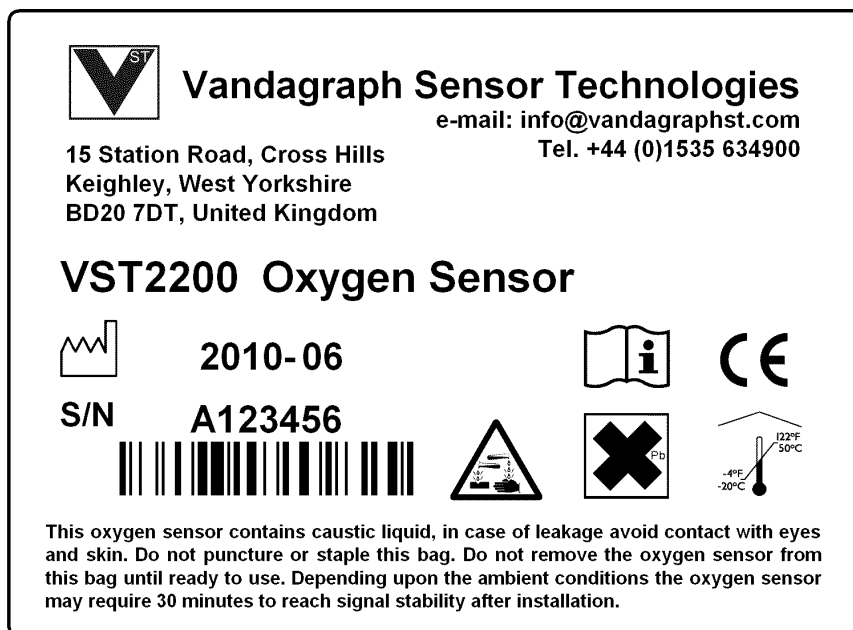 ST
Vandagraph Sensor Technologies
e-mail: info@vandagraphst.com
Tel. +44 (0)1535 634900
15 Station Road, Cross Hills
Keighley, West Yorkshire
BD20 7DT, United Kingdom
VST2200 Oxygen Sensor
2010-06
i
CE
S/N A123456
Pb
122ºF
50ºC
-4ºF
-20ºC
This oxygen sensor contains caustic liquid, in case of leakage avoid contact with eyes
and skin. Do not puncture or staple this bag. Do not remove the oxygen sensor from
this bag until ready to use. Depending upon the ambient conditions the oxygen sensor
may require 30 minutes to reach signal stability after installation.